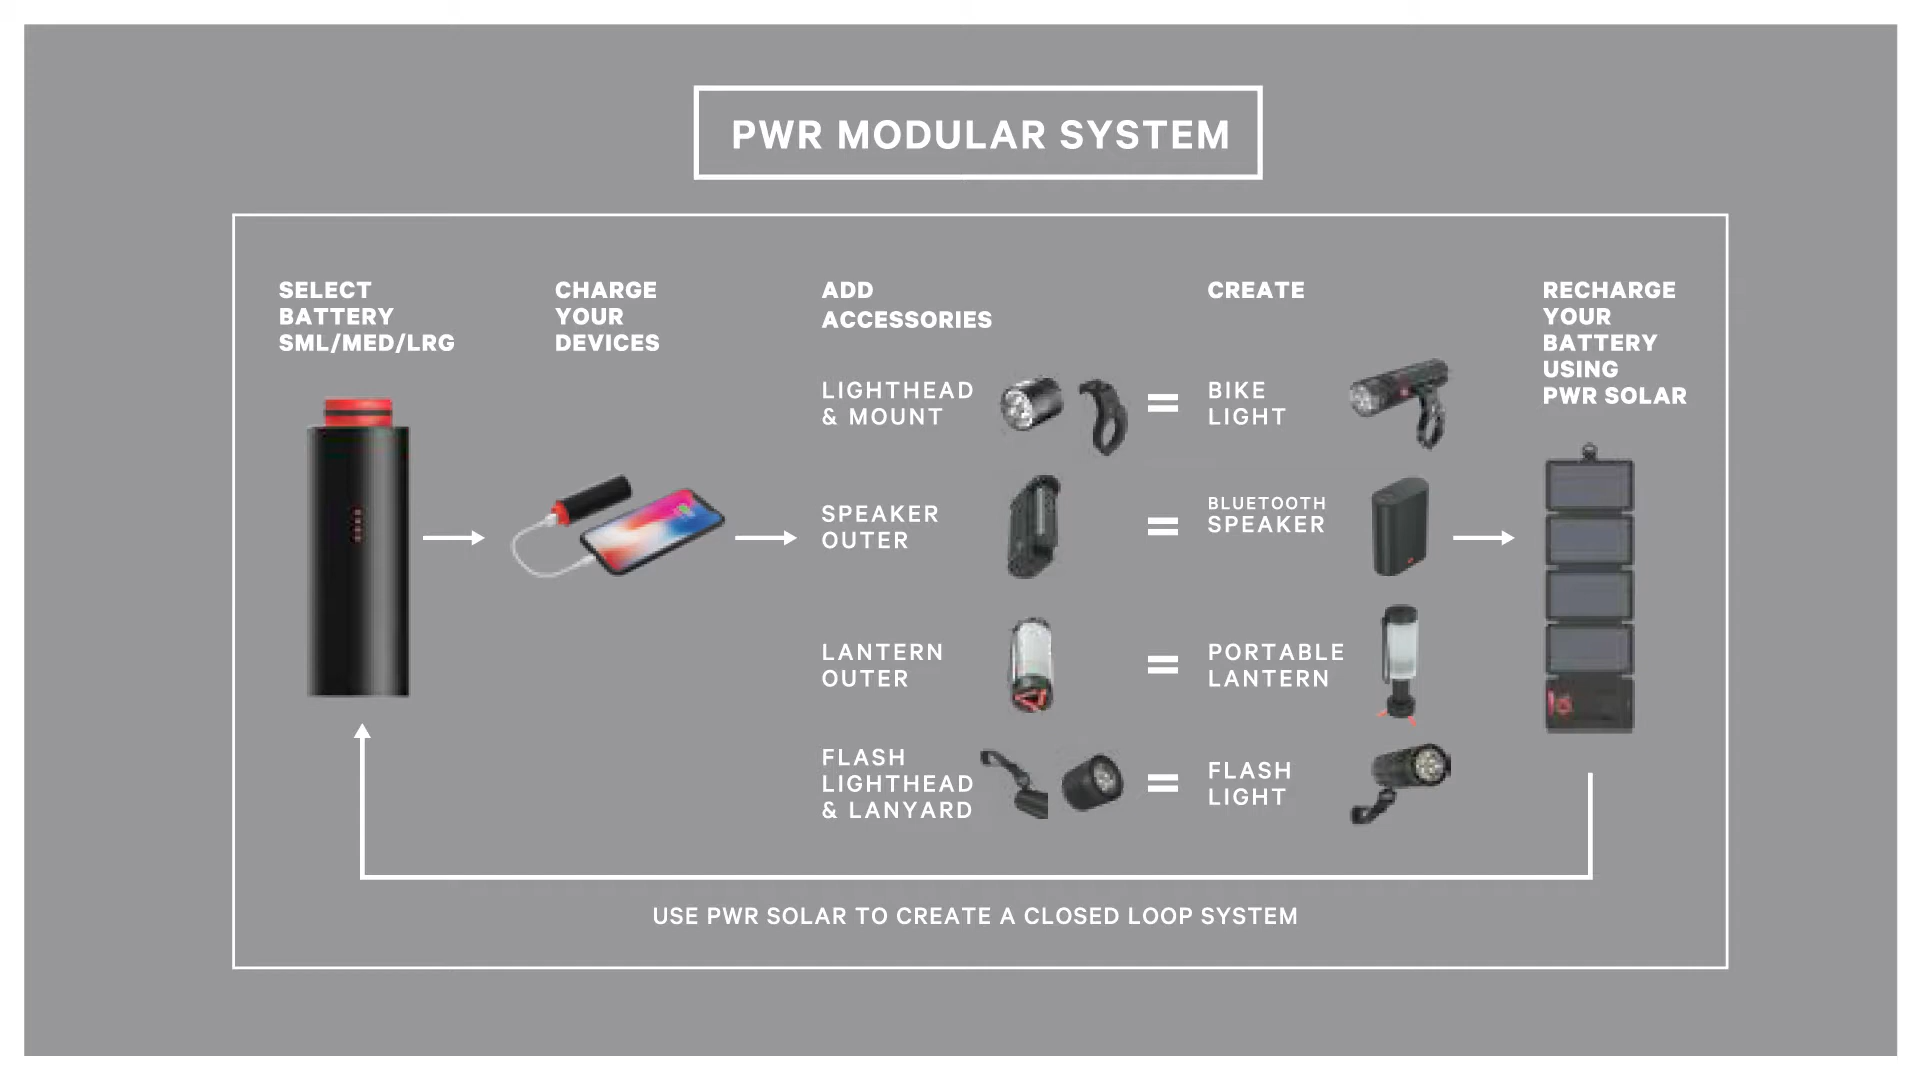 PWR MODULAR SYSTEM
SELECT
BATTERY
SML/MED/LRG
CHARGE
YOUR
DEVICES
ADD
ACCESSORIES
CREATE
RECHARGE
YOUR
BATTERY
USING
PWR SOLAR
LIGHTHEAD
& MOUNT
=
BIKE
LIGHT
SPEAKER
OUTER
=
BLUETOOTH
SPEAKER
LANTERN
OUTER
=
PORTABLE
LANTERN
FLASH
LIGHTHEAD
& LANYARD
=
FLASH
LIGHT
USE PWR SOLAR TO CREATE A CLOSED LOOP SYSTEM